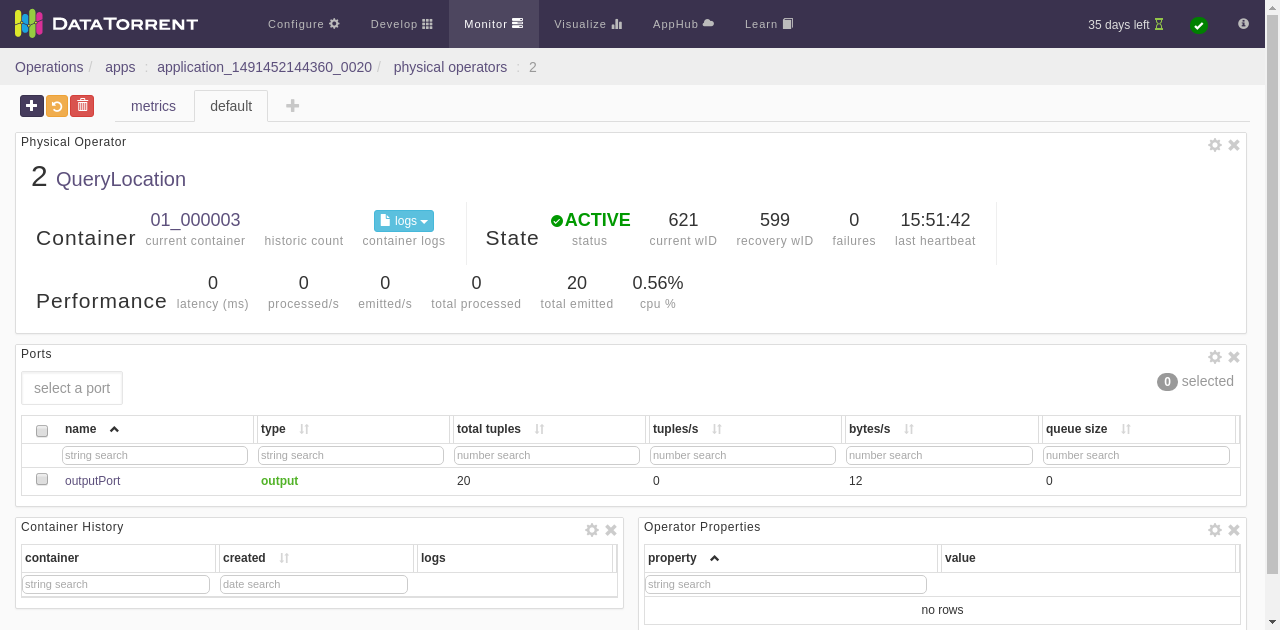 DATATORRENT Configure Develop Monitor Visualize AppHub Learn 35 days left
Operations / apps : application_1491452144360_0020 / physical operators : 2
metrics default
Physical Operator
2 QueryLocation
Container 01_000003 current container historic count logs container logs State ACTIVE status 621 current wID 599 recovery wID 0 failures 15:51:42 last heartbeat
Performance 0 latency (ms) 0 processed/s 0 emitted/s 0 total processed 20 total emitted 0.56% cpu %
Ports
select a port 0 selected
name type total tuples tuples/s bytes/s queue size
string search string search number search number search number search number search
outputPort output 20 0 12 0
Container History
container created logs
string search date search
Operator Properties
property value
string search
no rows